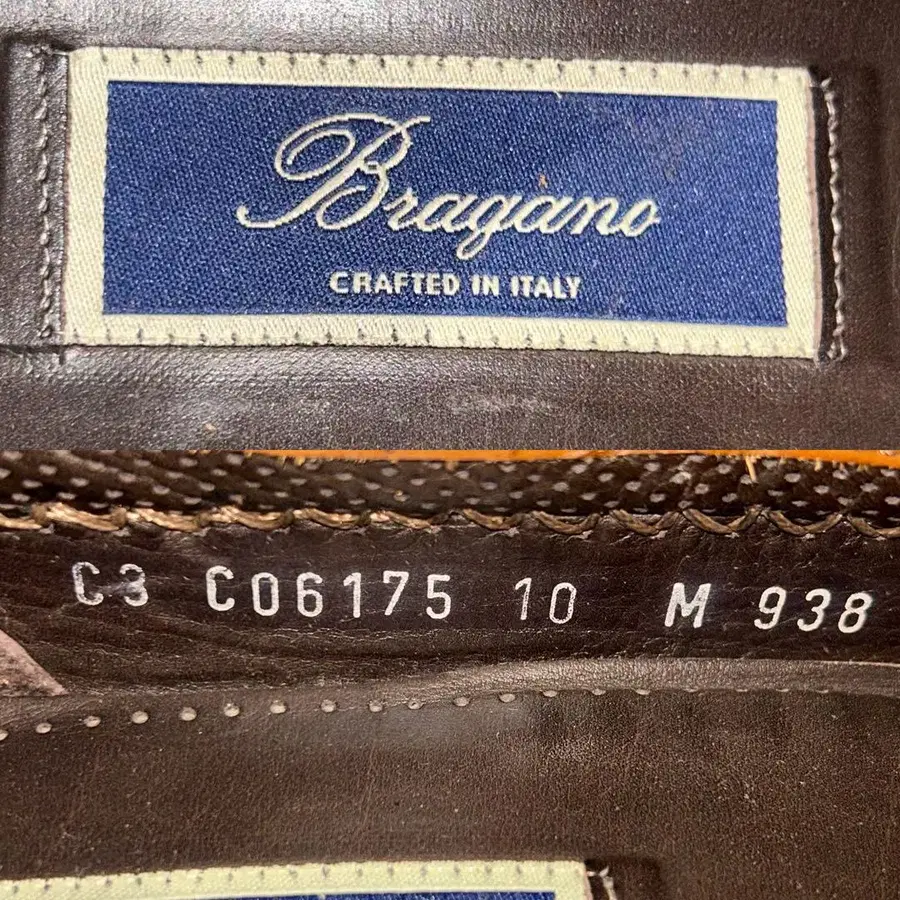 Bragano
CRAFTED IN ITALY
C3 C06175 10 M 938